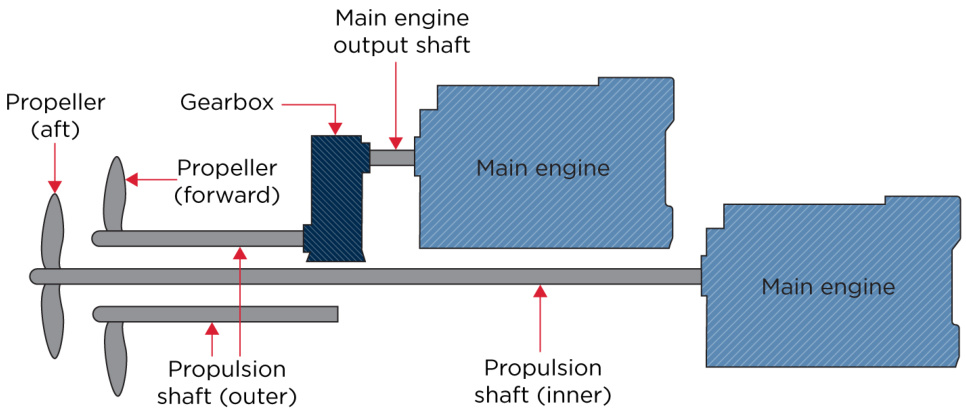 Main engine
output shaft
Propeller
(aft)
Gearbox
Propeller
(forward)
Main engine
Main engine
Propulsion
shaft (outer)
Propulsion
shaft (inner)